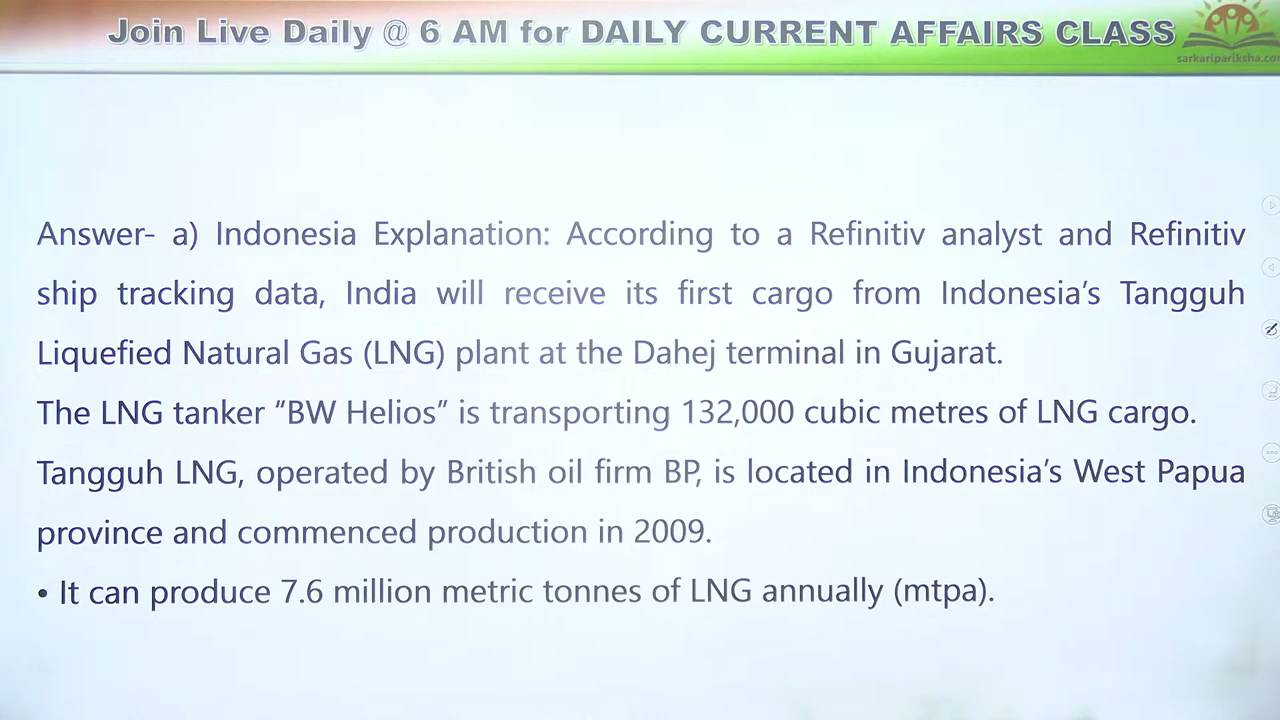 Join Live Daily @ 6 AM for DAILY CURRENT AFFAIRS CLASS
sarkaripariksha.com
Answer- a) Indonesia Explanation: According to a Refinitiv analyst and Refinitiv
ship tracking data, India will receive its first cargo from Indonesia’s Tangguh
Liquefied Natural Gas (LNG) plant at the Dahej terminal in Gujarat.
The LNG tanker “BW Helios” is transporting 132,000 cubic metres of LNG cargo.
Tangguh LNG, operated by British oil firm BP, is located in Indonesia’s West Papua
province and commenced production in 2009.
• It can produce 7.6 million metric tonnes of LNG annually (mtpa).